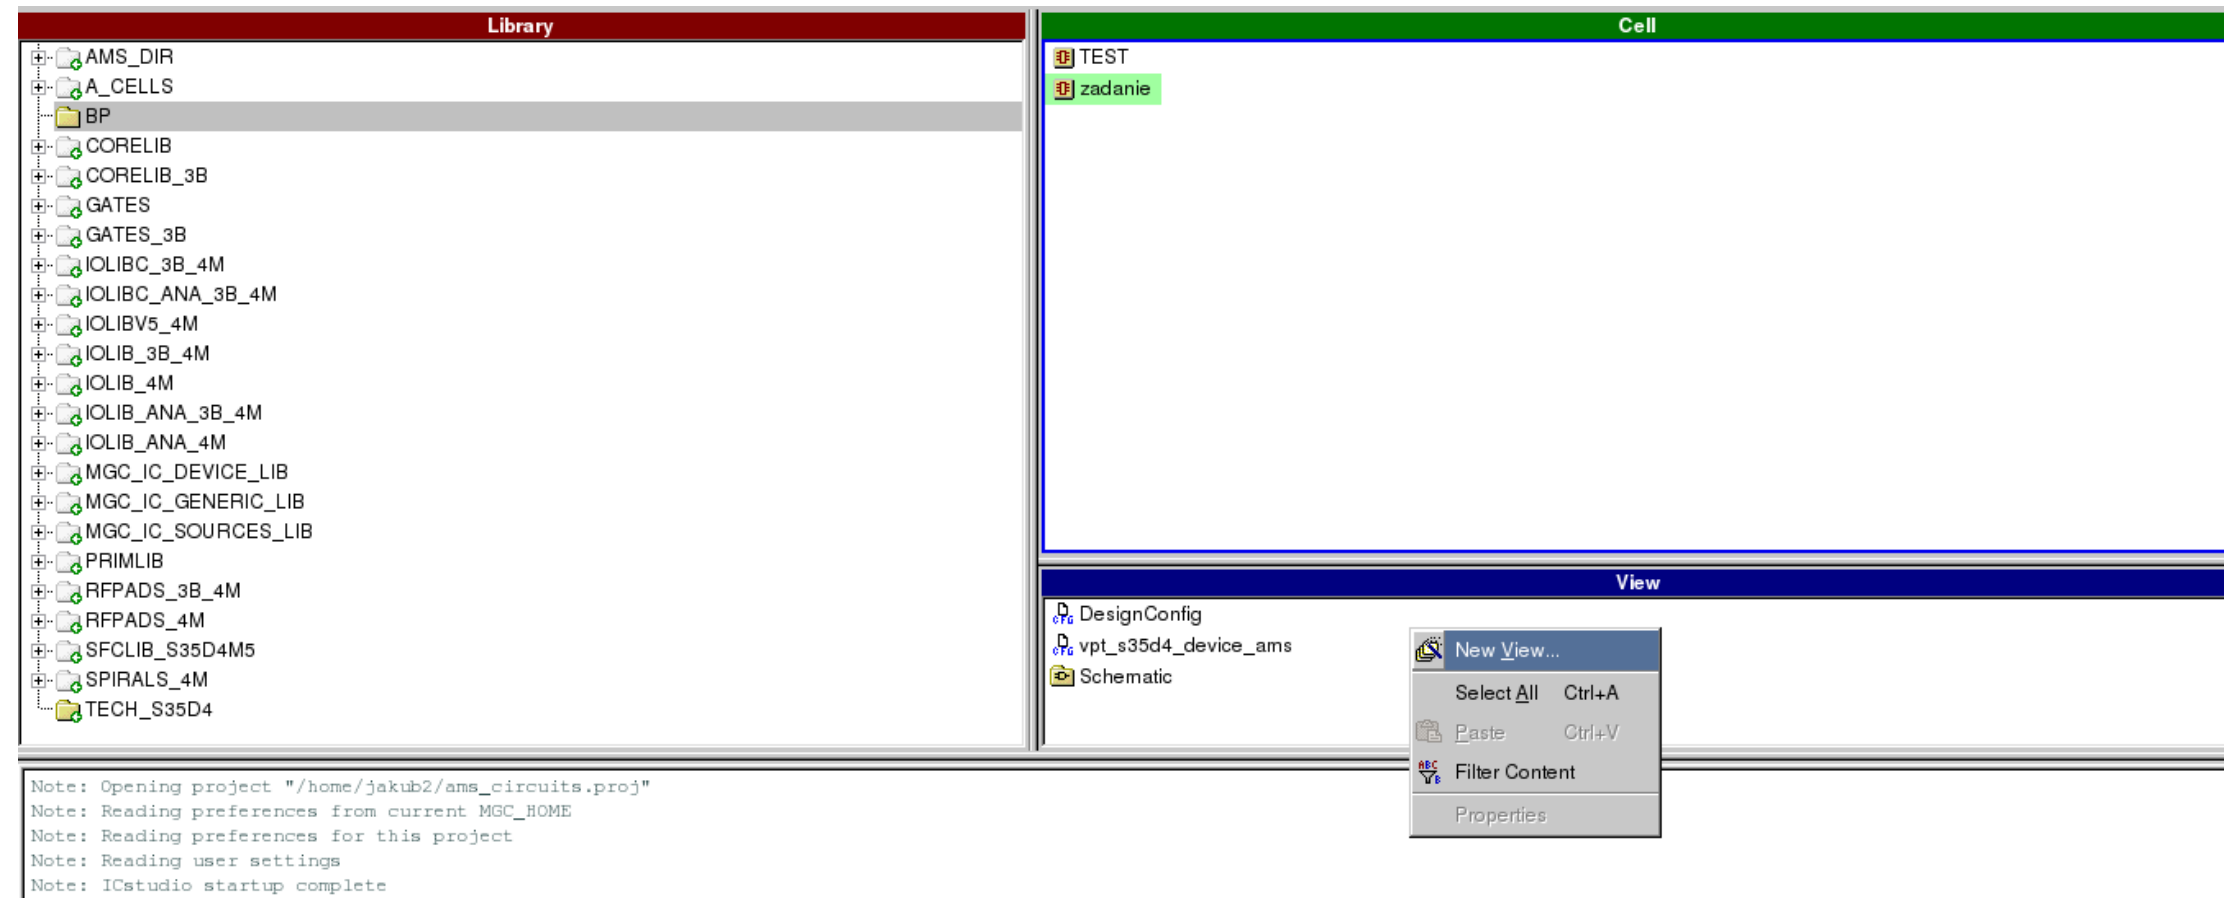 Library
AMS_DIR
A_CELLS
BP
CORELIB
CORELIB_3B
GATES
GATES_3B
IOLIBC_3B_4M
IOLIBC_ANA_3B_4M
IOLIBV5_4M
IOLIB_3B_4M
IOLIB_4M
IOLIB_ANA_3B_4M
IOLIB_ANA_4M
MGC_IC_DEVICE_LIB
MGC_IC_GENERIC_LIB
MGC_IC_SOURCES_LIB
PRIMLIB
RFPADS_3B_4M
RFPADS_4M
SFCLIB_S35D4M5
SPIRALS_4M
TECH_S35D4
Cell
TEST
zadanie
View
DesignConfig
vpt_s35d4_device_ams
Schematic
New View...
Select All Ctrl+A
Paste Ctrl+V
Filter Content
Properties
Note: Opening project "/home/jakub2/ams_circuits.proj"
Note: Reading preferences from current MGC_HOME
Note: Reading preferences for this project
Note: Reading user settings
Note: ICstudio startup complete